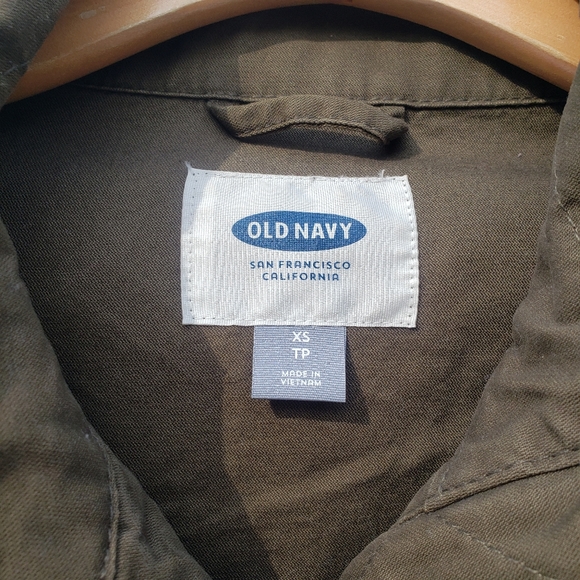 OLD NAVY
SAN FRANCISCO
CALIFORNIA
XS
TP
MADE IN
VIETNAM